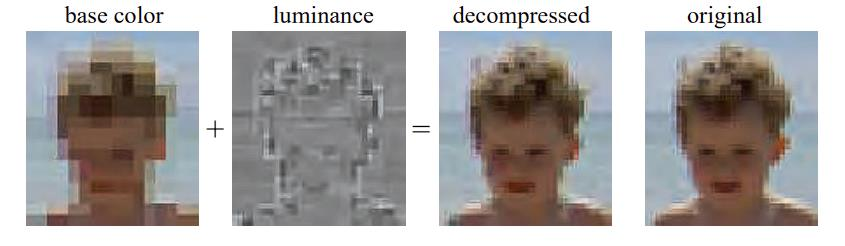 base color luminance decompressed original
+ =